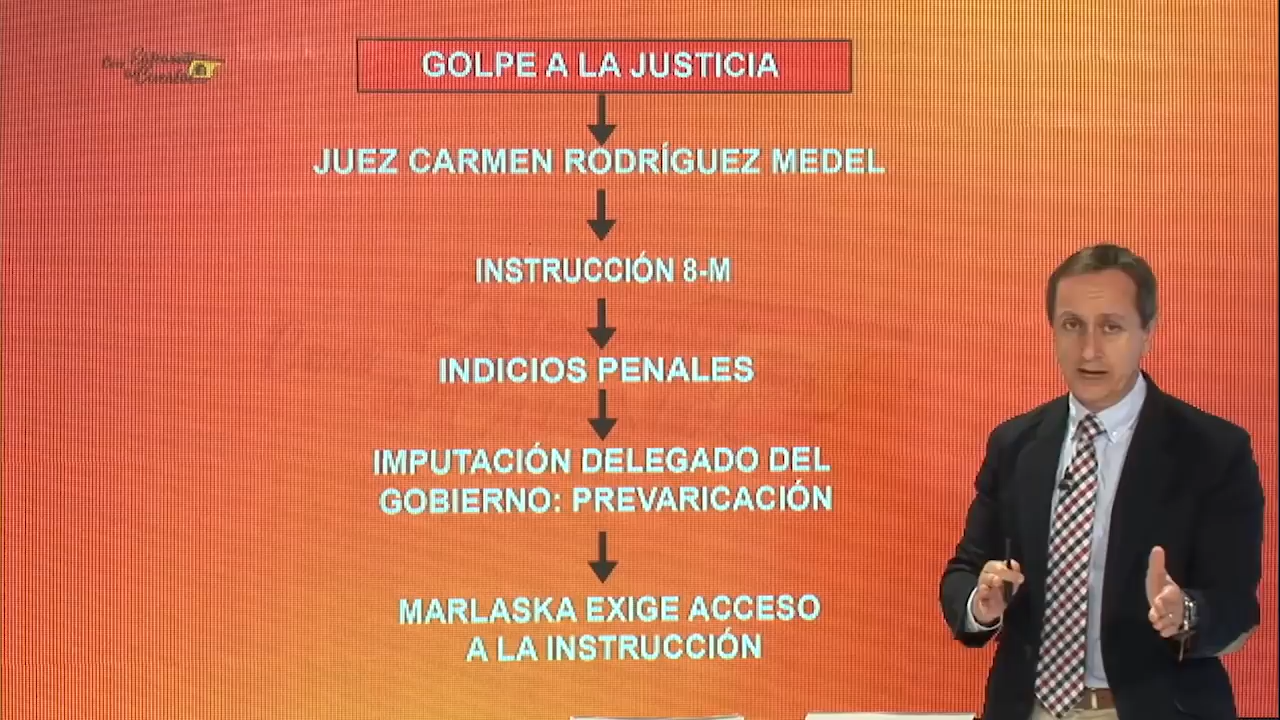 GOLPE A LA JUSTICIA
JUEZ CARMEN RODRÍGUEZ MEDEL
INSTRUCCIÓN 8-M
INDICIOS PENALES
IMPUTACIÓN DELEGADO DEL
GOBIERNO: PREVARICACIÓN
MARLASKA EXIGE ACCESO
A LA INSTRUCCIÓN